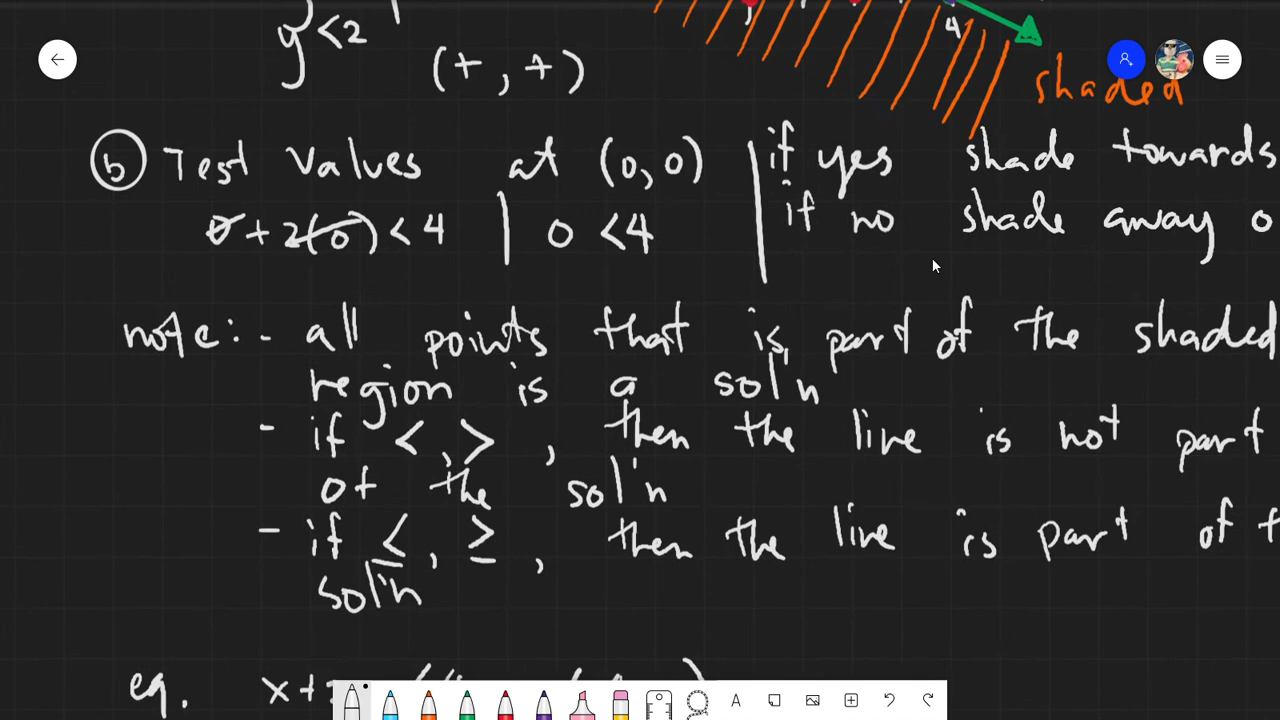 y < 2
(+, +)
4
shaded
ⓑ Test Values at (0,0) | if yes shade towards
0 + 2(0) < 4 | 0 < 4 | if no shade away o
note: - all points that is part of the shaded
region is a sol'n
- if <, >, then the line is not part
of the sol'n
- if ≤, ≥, then the line is part of t
sol'n
eq. x +
A